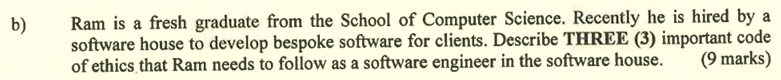 b) Ram is a fresh graduate from the School of Computer Science. Recently he is hired by a
software house to develop bespoke software for clients. Describe THREE (3) important code
of ethics that Ram needs to follow as a software engineer in the software house. (9 marks)